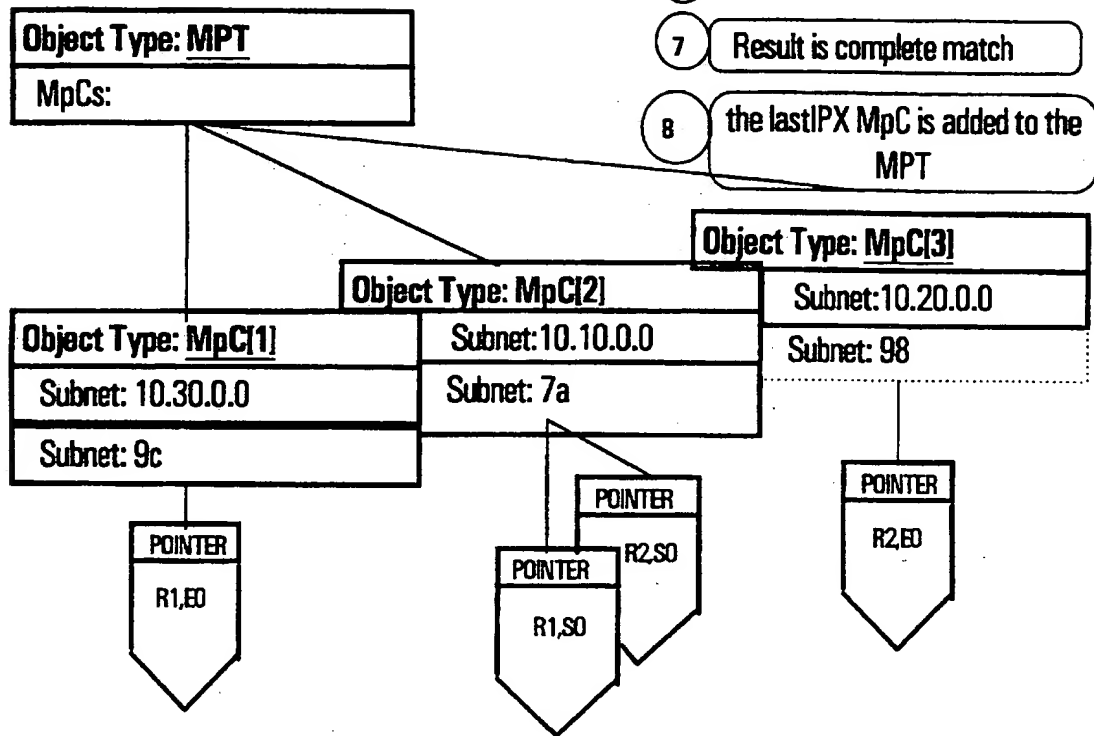 Object Type: MPT
MpCs:
7
Result is complete match
8
the lastIPX MpC is added to the
MPT
Object Type: MpC[3]
Subnet:10.20.0.0
Subnet: 98
Object Type: MpC[2]
Subnet:10.10.0.0
Subnet: 7a
Object Type: MpC[1]
Subnet: 10.30.0.0
Subnet: 9c
POINTER
R1,E0
POINTER
R1,S0
POINTER
R2,S0
POINTER
R2,E0